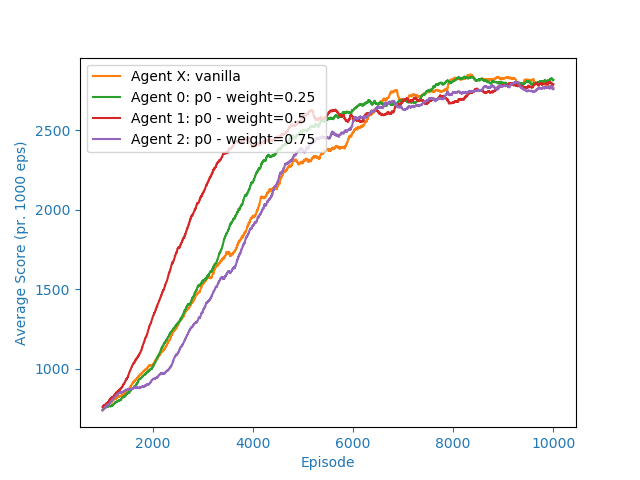 Agent X: vanilla
Agent 0: p0 - weight=0.25
Agent 1: p0 - weight=0.5
Agent 2: p0 - weight=0.75
Average Score (pr. 1000 eps)
2500
2000
1500
1000
2000 4000 6000 8000 10000
Episode